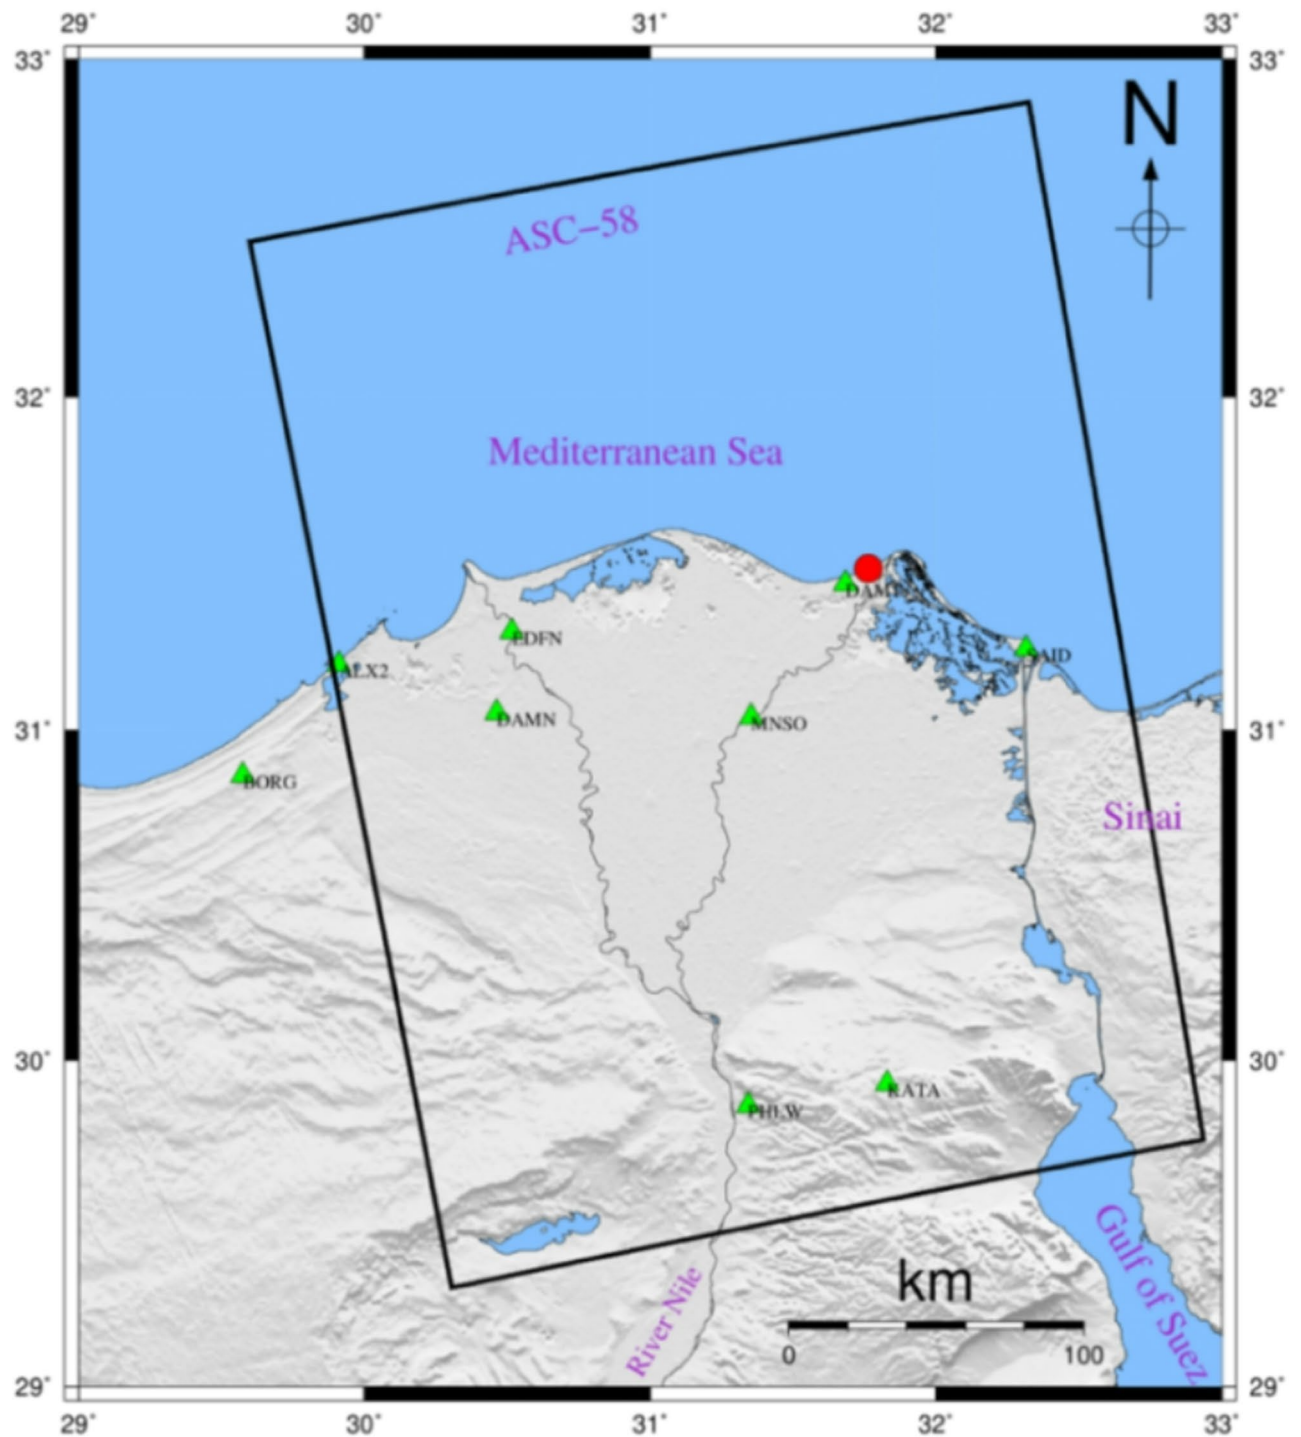 29° 30° 31° 32° 33°
33° 33°
N
ASC–58
32° 32°
Mediterranean Sea
EDFN
SAID
ALX2
DAMN
MNSO
31° 31°
BORG
Sinai
30° 30°
KATA
PHLW
Gulf of Suez
km
River Nile
0 100
29° 29°
29° 30° 31° 32° 33°